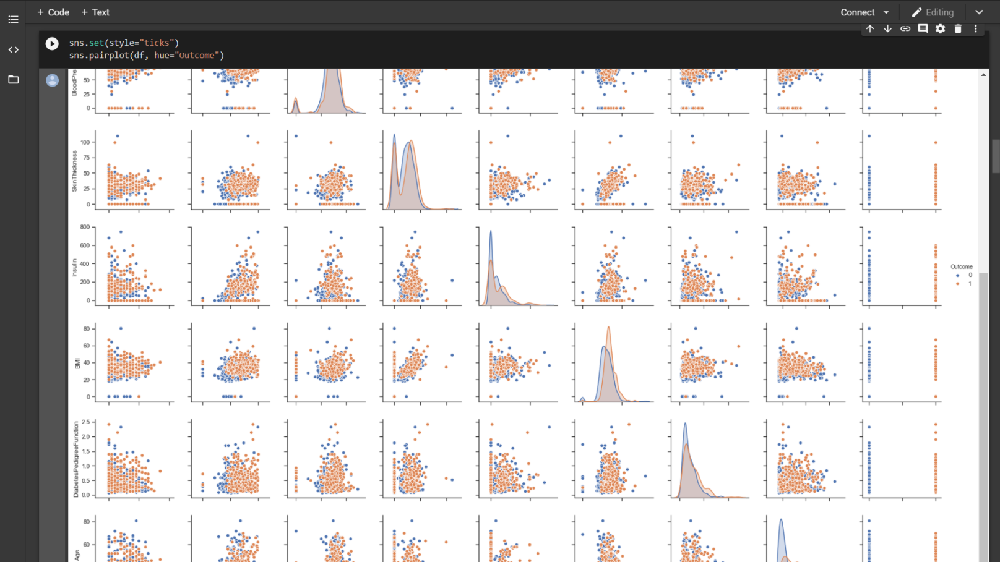 + Code + Text
Connect
Editing
sns.set(style="ticks")
sns.pairplot(df, hue="Outcome")
BloodPres
50
25
0
SkinThickness
100
75
50
25
0
Insulin
800
600
400
200
0
Outcome
0
1
BMI
80
60
40
20
0
DiabetesPedigreeFunction
2.5
2.0
1.5
1.0
0.5
0.0
Age
80
60